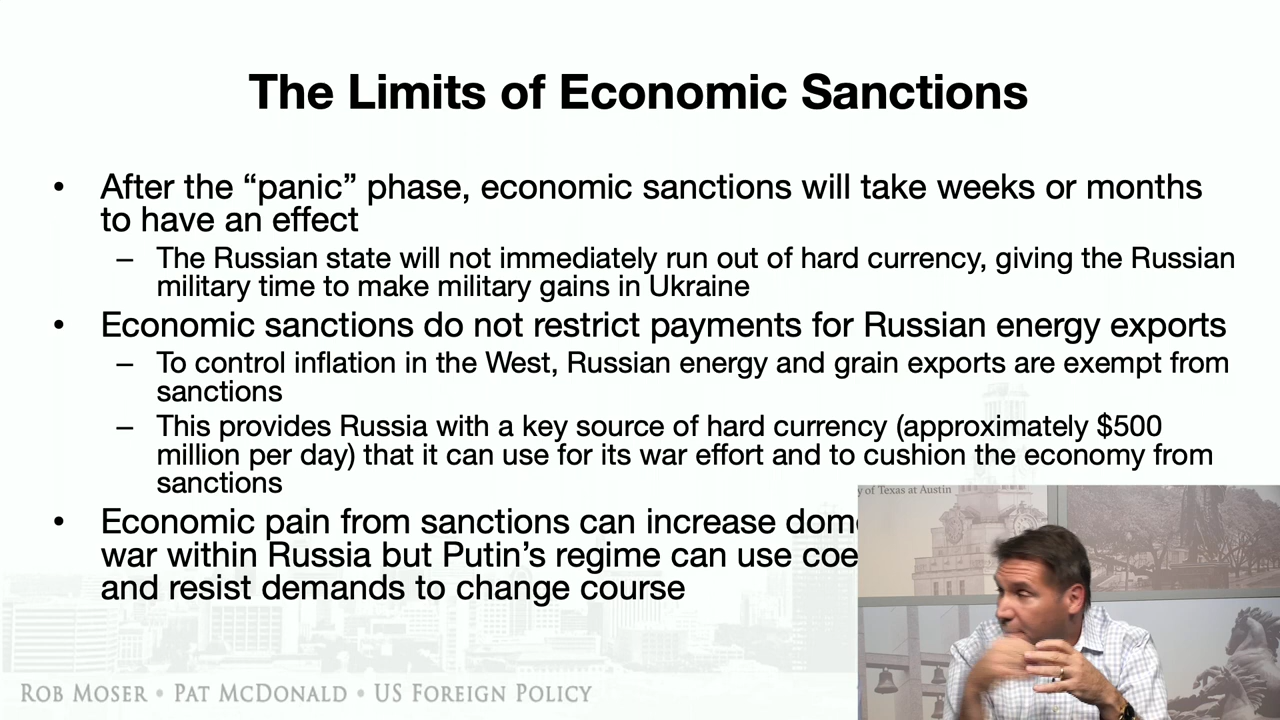 The Limits of Economic Sanctions
• After the “panic” phase, economic sanctions will take weeks or months
to have an effect
– The Russian state will not immediately run out of hard currency, giving the Russian
military time to make military gains in Ukraine
• Economic sanctions do not restrict payments for Russian energy exports
– To control inflation in the West, Russian energy and grain exports are exempt from
sanctions
– This provides Russia with a key source of hard currency (approximately $500
million per day) that it can use for its war effort and to cushion the economy from
sanctions
• Economic pain from sanctions can increase
war within Russia but Putin’s regime can use
and resist demands to change course
y of Texas at Austin
ROB MOSER • PAT MCDONALD • US FOREIGN POLICY